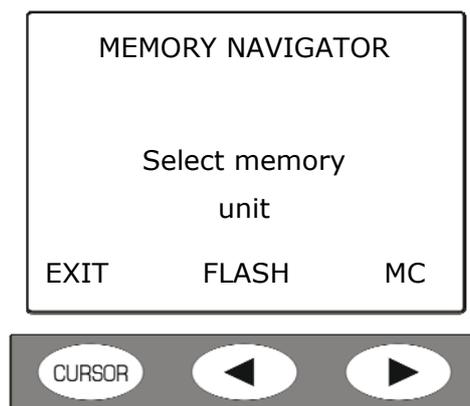 MEMORY NAVIGATOR
Select memory
unit
EXIT FLASH MC
CURSOR